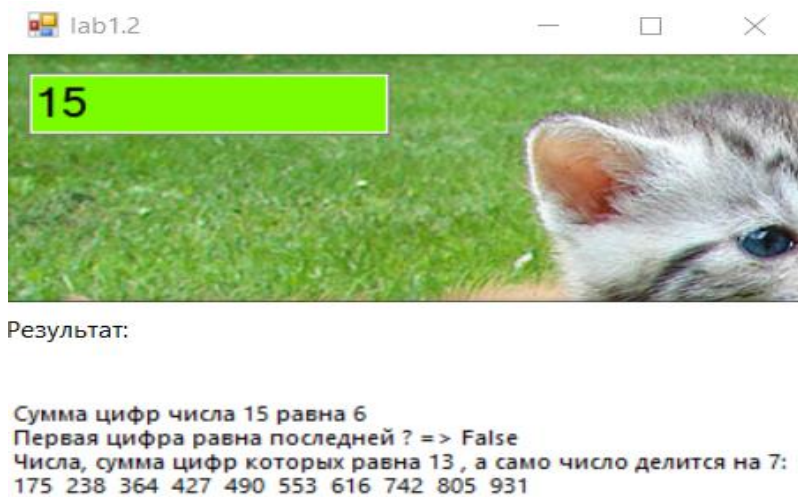 lab1.2
15
Результат:
Сумма цифр числа 15 равна 6
Первая цифра равна последней ? => False
Числа, сумма цифр которых равна 13 , а само число делится на 7:
175 238 364 427 490 553 616 742 805 931